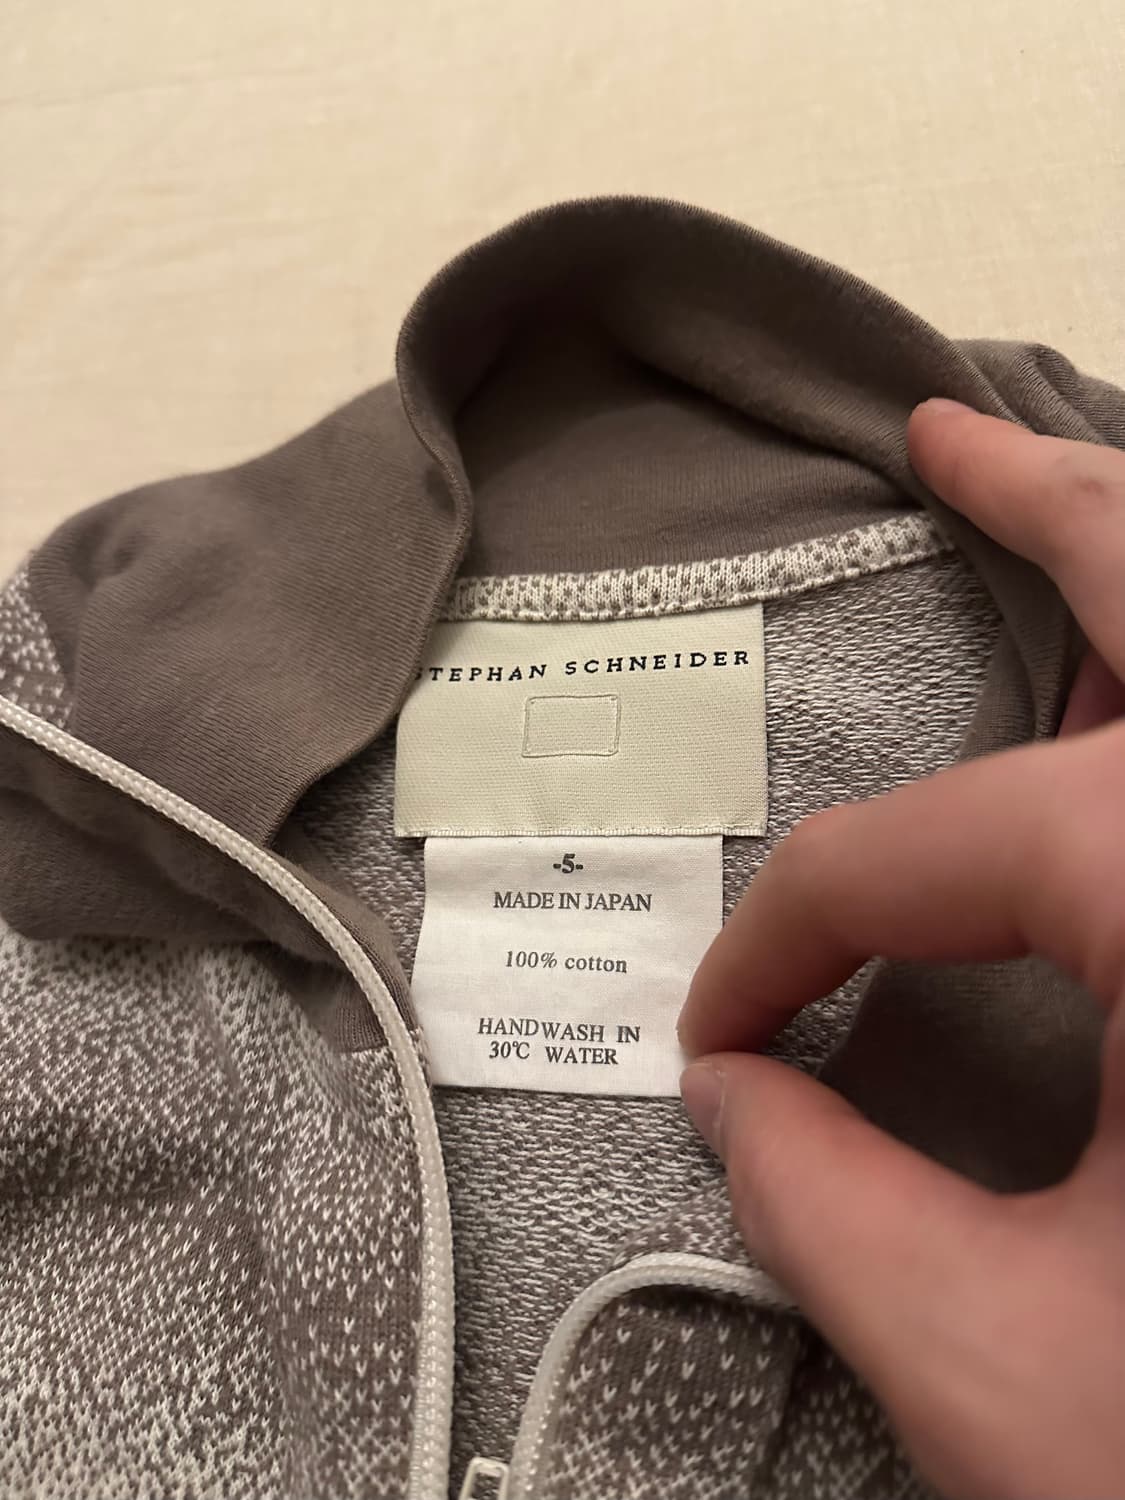 STEPHAN SCHNEIDER
-5-
MADE IN JAPAN
100% cotton
HANDWASH IN
30℃ WATER